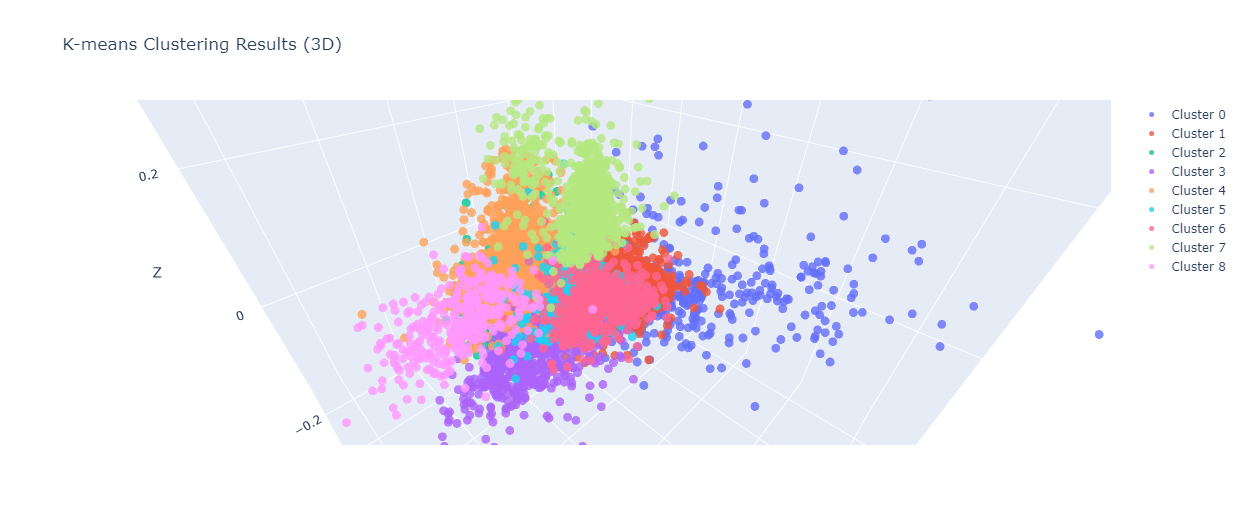 K-means Clustering Results (3D)
Cluster 0
Cluster 1
Cluster 2
Cluster 3
Cluster 4
Cluster 5
Cluster 6
Cluster 7
Cluster 8
0.2
Z
0
−0.2